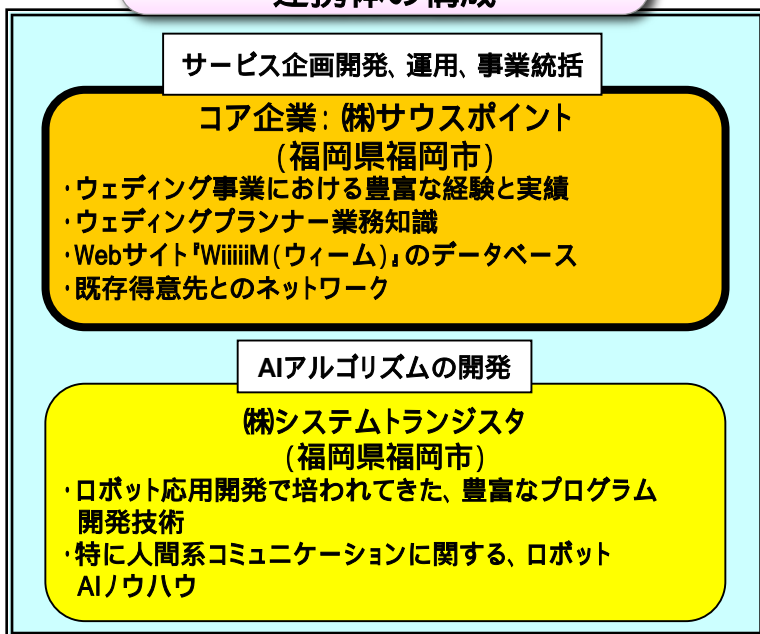 連携体の構成
サービス企画開発、運用、事業統括
コア企業：㈱サウスポイント
(福岡県福岡市)
・ウェディング事業における豊富な経験と実績
・ウェディングプランナー業務知識
・Webサイト『WiiiiiM(ウィーム)』のデータベース
・既存得意先とのネットワーク
AIアルゴリズムの開発
㈱システムトランジスタ
(福岡県福岡市)
・ロボット応用開発で培われてきた、豊富なプログラム
開発技術
・特に人間系コミュニケーションに関する、ロボット
AIノウハウ